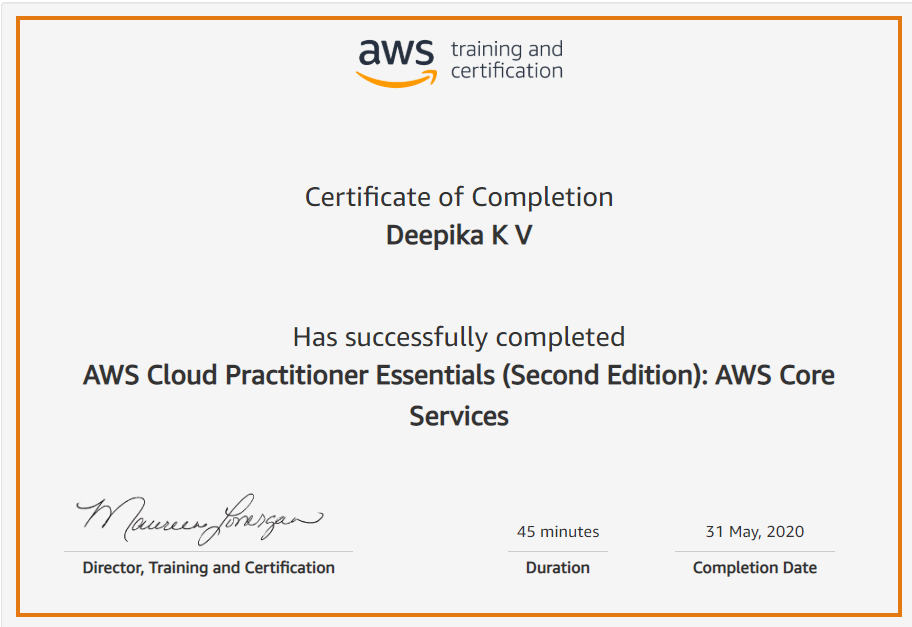 aws training and
certification
Certificate of Completion
Deepika K V
Has successfully completed
AWS Cloud Practitioner Essentials (Second Edition): AWS Core
Services
Maureen Lonergan
45 minutes
31 May, 2020
Director, Training and Certification
Duration
Completion Date